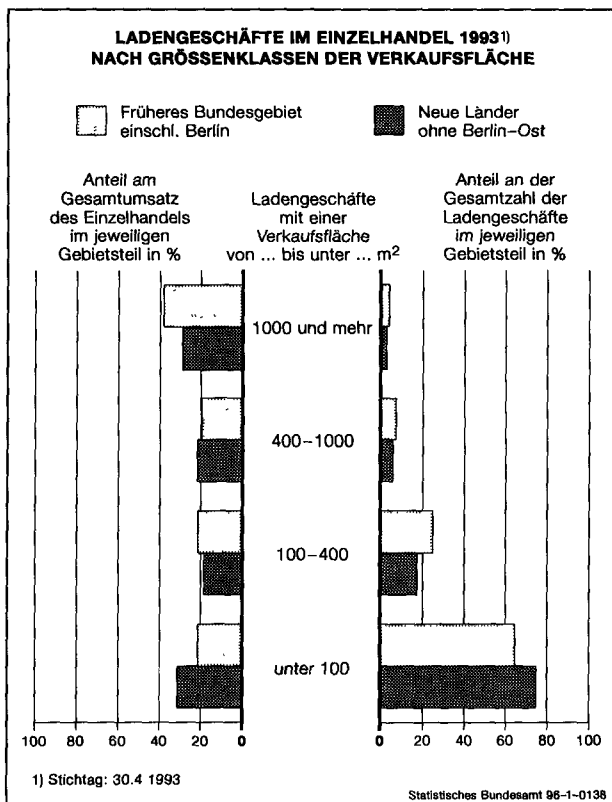 LADENGESCHÄFTE IM EINZELHANDEL 1993¹⁾
NACH GRÖSSENKLASSEN DER VERKAUFSFLÄCHE
Früheres Bundesgebiet
einschl. Berlin
Neue Länder
ohne Berlin-Ost
Anteil am
Gesamtumsatz
des Einzelhandels
im jeweiligen
Gebietsteil in %
Ladengeschäfte
mit einer
Verkaufsfläche
von ... bis unter ... m²
Anteil an der
Gesamtzahl der
Ladengeschäfte
im jeweiligen
Gebietsteil in %
1000 und mehr
400-1000
100-400
unter 100
100 80 60 40 20 0
0 20 40 60 80 100
1) Stichtag: 30.4 1993
Statistisches Bundesamt 96-1-0138